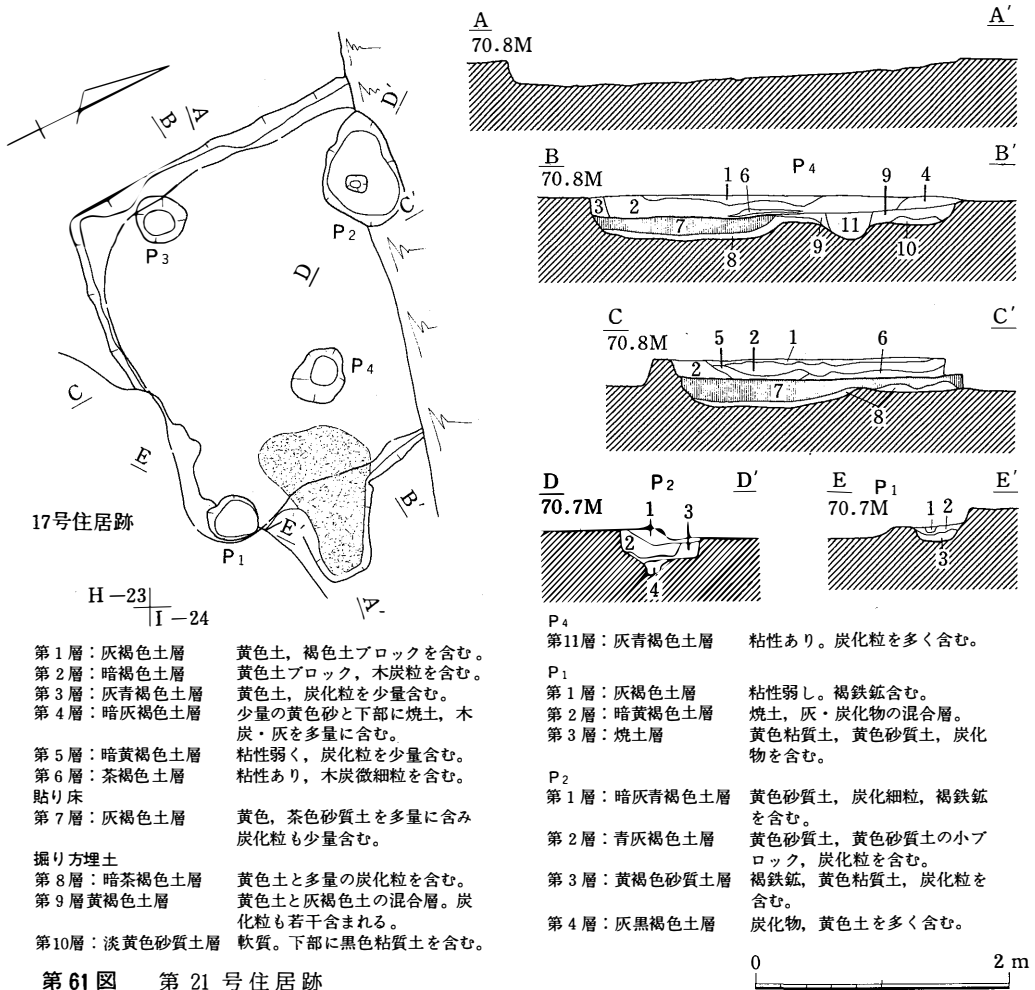 A A'
70.8M
B B'
70.8M
P4
1 6 9 4
3 2 7 8 9 11 10
C C'
70.8M
5 2 1 6
2 7 8
D P2 D'
70.7M
1 3
2
4
E P1 E'
70.7M
1 2
3
B A
D'
C'
P2
P3
D
P4
C
E
B'
E'
P1
A'
17号住居跡
H−23
I−24
第1層:灰褐色土層 黄色土,褐色土ブロックを含む。
第2層:暗褐色土層 黄色土ブロック,木炭粒を含む。
第3層:灰青褐色土層 黄色土,炭化粒を少量含む。
第4層:暗灰褐色土層 少量の黄色砂と下部に焼土,木
炭・灰を多量に含む。
第5層:暗黄褐色土層 粘性弱く,炭化粒を少量含む。
第6層:茶褐色土層 粘性あり,木炭微細粒を含む。
貼り床
第7層:灰褐色土層 黄色,茶色砂質土を多量に含み
炭化粒も少量含む。
掘り方埋土
第8層:暗茶褐色土層 黄色土と多量の炭化粒を含む。
第9層黄褐色土層 黄色土と灰褐色土の混合層。炭
化粒も若干含まれる。
第10層:淡黄色砂質土層 軟質。下部に黒色粘質土を含む。
P4
第11層:灰青褐色土層 粘性あり。炭化粒を多く含む。
P1
第1層:灰褐色土層 粘性弱し。褐鉄鉱含む。
第2層:暗黄褐色土層 焼土,灰・炭化物の混合層。
第3層:焼土層 黄色粘質土,黄色砂質土,炭化
物を含む。
P2
第1層:暗灰青褐色土層 黄色砂質土,炭化細粒,褐鉄鉱
を含む。
第2層:青灰褐色土層 黄色砂質土,黄色砂質土の小ブ
ロック,炭化粒を含む。
第3層:黄褐色砂質土層 褐鉄鉱,黄色粘質土,炭化粒を
含む。
第4層:灰黒褐色土層 炭化物,黄色土を多く含む。
0 2 m
第61図 第21号住居跡